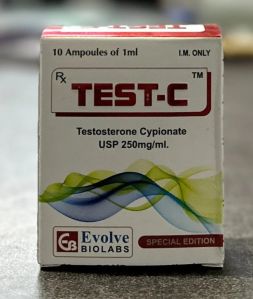 10 Ampoules of 1ml
I.M. ONLY
Rx
TEST-C
TM
Testosterone Cypionate
USP 250mg/ml.
EB
Evolve
BIOLABS
SPECIAL EDITION